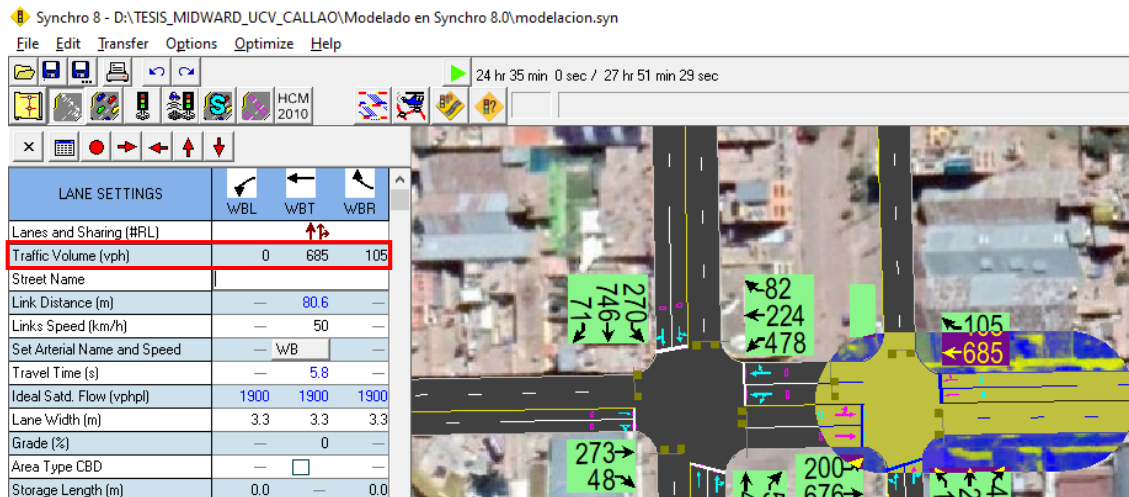 Synchro 8 - D:\TESIS_MIDWARD_UCV_CALLAO\Modelado en Synchro 8.0\modelacion.syn
File Edit Transfer Options Optimize Help
24 hr 35 min 0 sec / 27 hr 51 min 29 sec
HCM
2010
LANE SETTINGS
WBL WBT WBR
Lanes and Sharing (#RL)
Traffic Volume (vph) 0 685 105
Street Name
Link Distance (m) — 80.6 —
Links Speed (km/h) — 50 —
Set Arterial Name and Speed — WB —
Travel Time (s) — 5.8 —
Ideal Satd. Flow (vphpl) 1900 1900 1900
Lane Width (m) 3.3 3.3 3.3
Grade (%) — 0 —
Area Type CBD — —
Storage Length (m) 0.0 — 0.0
71
746
270
82
224
478
105
685
273
48
200
676